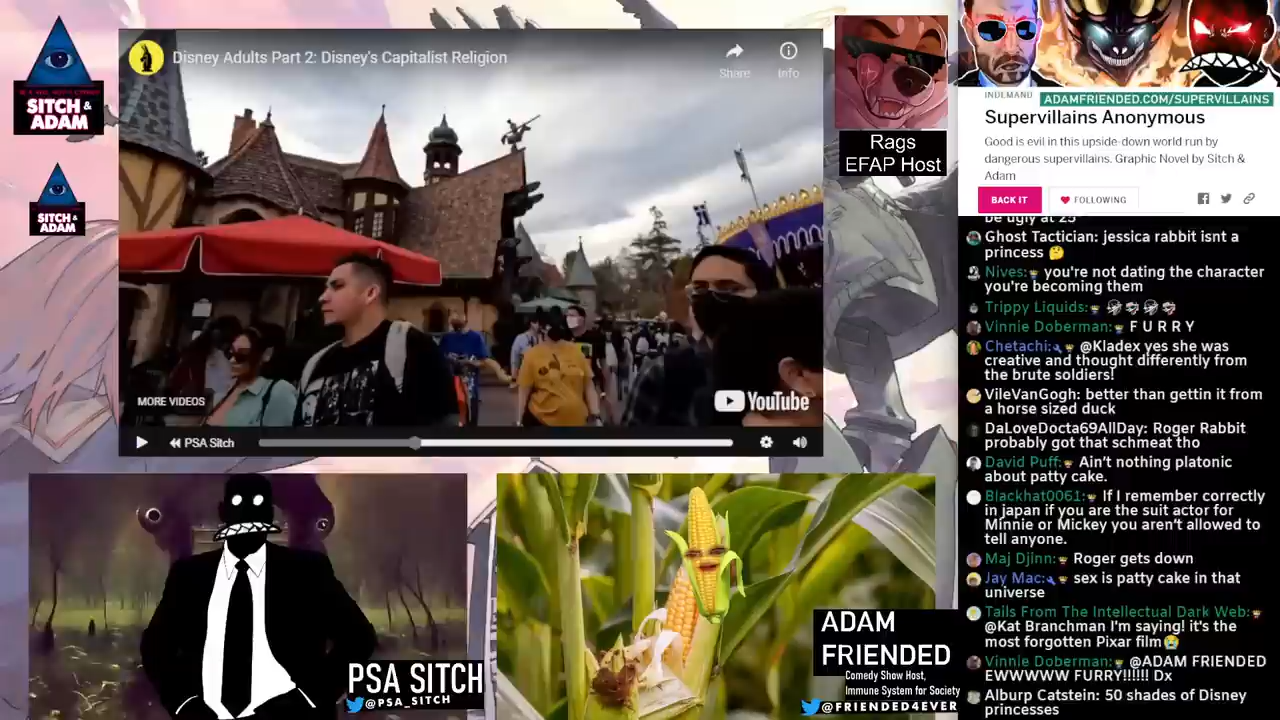 SITCH &
ADAM
SITCH &
ADAM
Disney Adults Part 2: Disney's Capitalist Religion
Share
Info
MORE VIDEOS
YouTube
PSA Sitch
Rags
EFAP Host
INDEMAND
ADAMFRIENDED.COM/SUPERVILLAINS
Supervillains Anonymous
Good is evil in this upside-down world run by
dangerous supervillains. Graphic Novel by Sitch &
Adam
BACK IT
FOLLOWING
be ugly at 25
Ghost Tactician: jessica rabbit isnt a
princess 🤔
Nives: you're not dating the character
you're becoming them
Trippy Liquids:
Vinnie Doberman: F U R R Y
Chetachi: @Kladex yes she was
creative and thought differently from
the brute soldiers!
VileVanGogh: better than gettin it from
a horse sized duck
DaLoveDocta69AllDay: Roger Rabbit
probably got that schmeat tho
David Puff: Ain't nothing platonic
about patty cake.
Blackhat0061: If I remember correctly
in japan if you are the suit actor for
Minnie or Mickey you aren't allowed to
tell anyone.
Maj Djinn: Roger gets down
Jay Mac: sex is patty cake in that
universe
Tails From The Intellectual Dark Web:
@Kat Branchman I'm saying! it's the
most forgotten Pixar film😭
Vinnie Doberman: @ADAM FRIENDED
EWWWWW FURRY!!!!!! Dx
Alburp Catstein: 50 shades of Disney
princesses
PSA SITCH
@PSA_SITCH
ADAM
FRIENDED
Comedy Show Host,
Immune System for Society
@FRIENDED4EVER